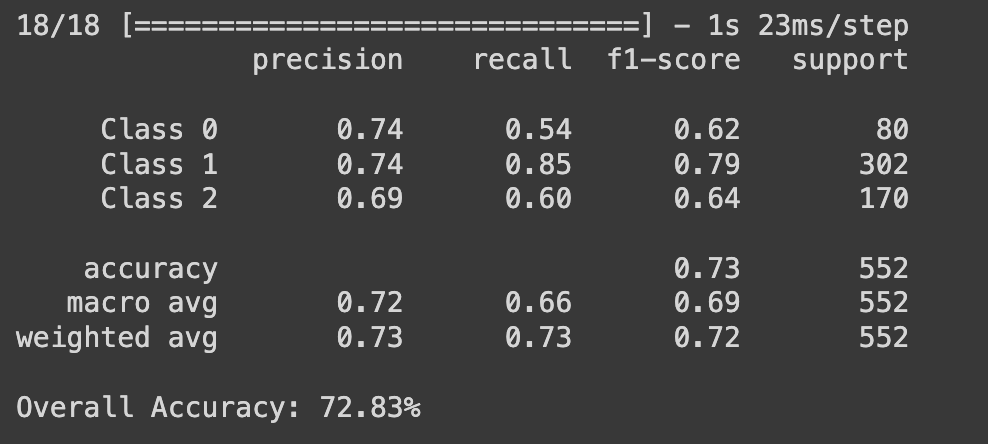 18/18 [==============================] - 1s 23ms/step
precision recall f1-score support
Class 0 0.74 0.54 0.62 80
Class 1 0.74 0.85 0.79 302
Class 2 0.69 0.60 0.64 170
accuracy 0.73 552
macro avg 0.72 0.66 0.69 552
weighted avg 0.73 0.73 0.72 552
Overall Accuracy: 72.83%